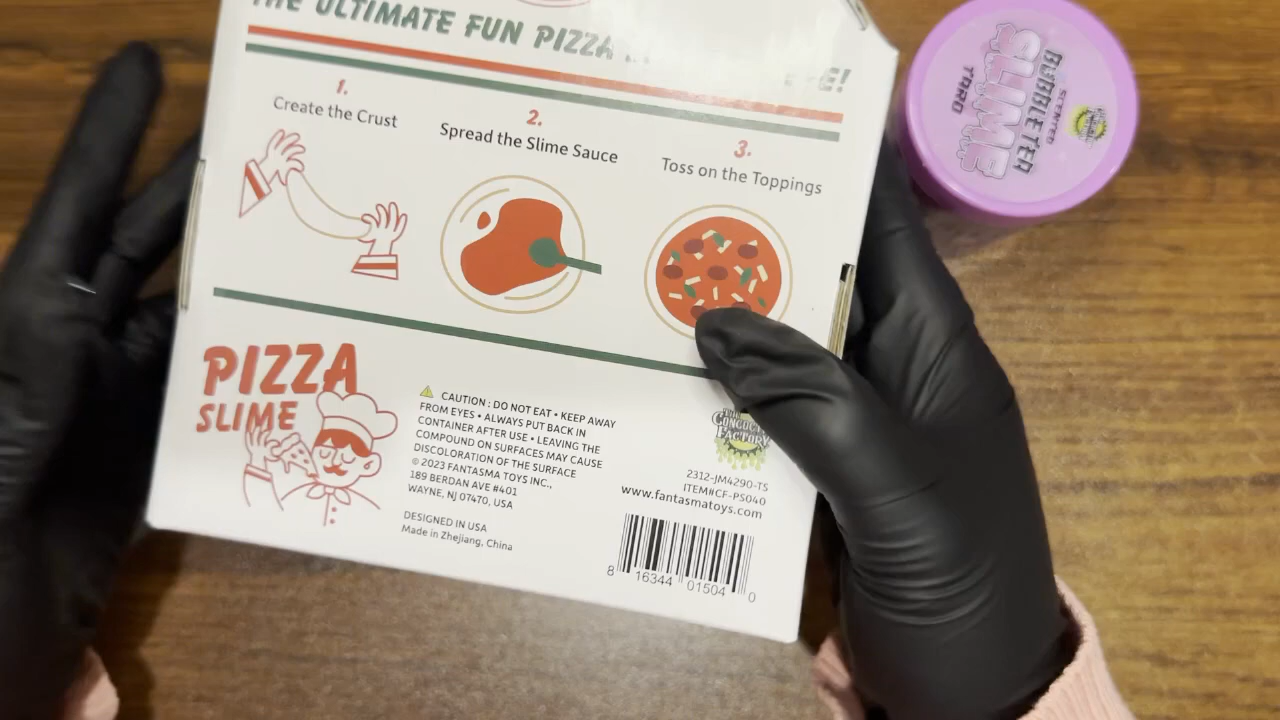 THE ULTIMATE FUN PIZZA
1.
Create the Crust
2.
Spread the Slime Sauce
3.
Toss on the Toppings
PIZZA
SLIME
CAUTION : DO NOT EAT • KEEP AWAY
FROM EYES • ALWAYS PUT BACK IN
CONTAINER AFTER USE • LEAVING THE
COMPOUND ON SURFACES MAY CAUSE
DISCOLORATION OF THE SURFACE
© 2023 FANTASMA TOYS INC.,
189 BERDAN AVE #401
WAYNE, NJ 07470, USA
DESIGNED IN USA
Made in Zhejiang, China
THE
CONCOCTION
FACTORY
2312-JM4290-TS
ITEM#CF-PS040
www.fantasmatoys.com
8 16344 01504 0
SCENTED
BUBBLETEA
SLIME
TARO